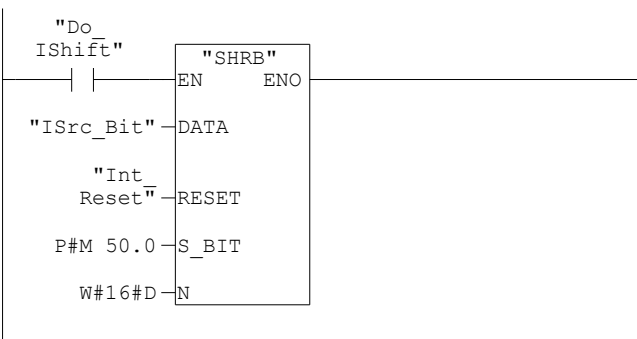 "Do_
IShift"
"SHRB"
EN ENO
"ISrc_Bit" DATA
"Int_
Reset" RESET
P#M 50.0 S_BIT
W#16#D N